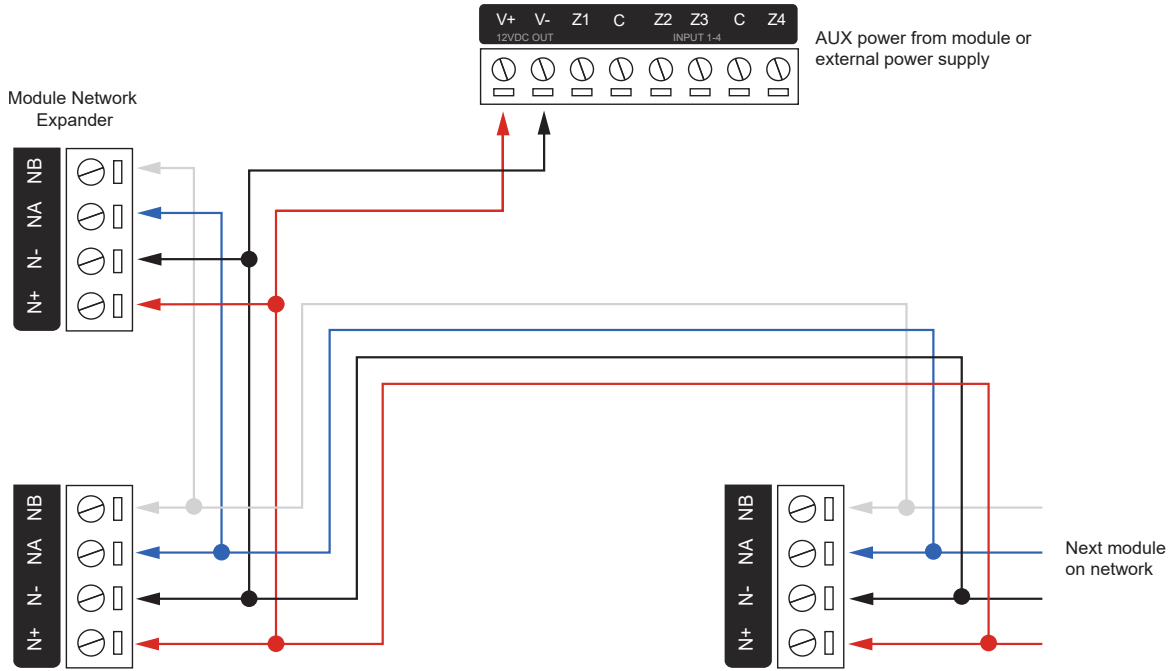 V+ V- Z1 C Z2 Z3 C Z4
12VDC OUT INPUT 1-4
AUX power from module or
external power supply
Module Network
Expander
NB
NA
N-
N+
NB
NA
N-
N+
NB
NA
N-
N+
Next module
on network